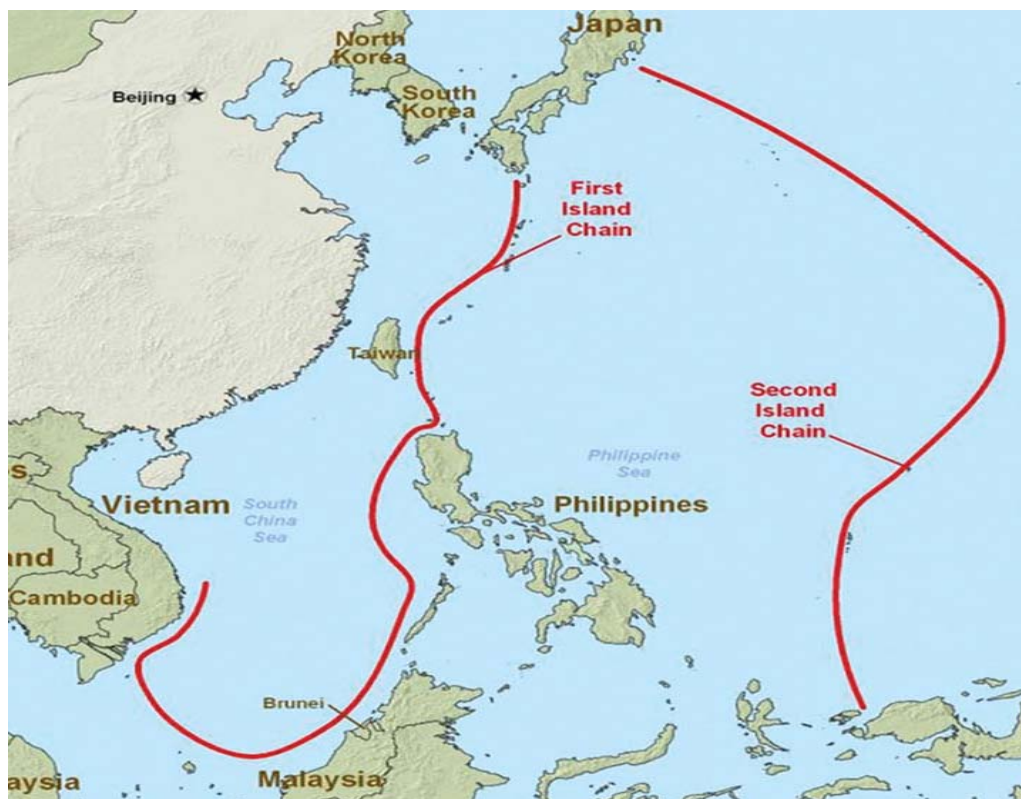 Japan
North
Korea
Beijing
South
Korea
First
Island
Chain
Taiwan
Second
Island
Chain
Philippine
Sea
s
Vietnam
South
China
Sea
Philippines
and
Cambodia
Brunei
Malaysia
aysia